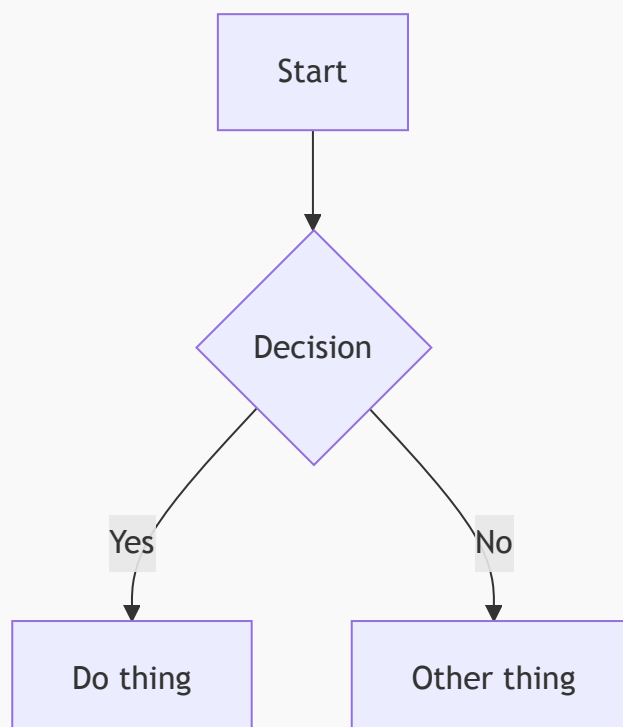 Start
Decision
Yes
No
Do thing
Other thing